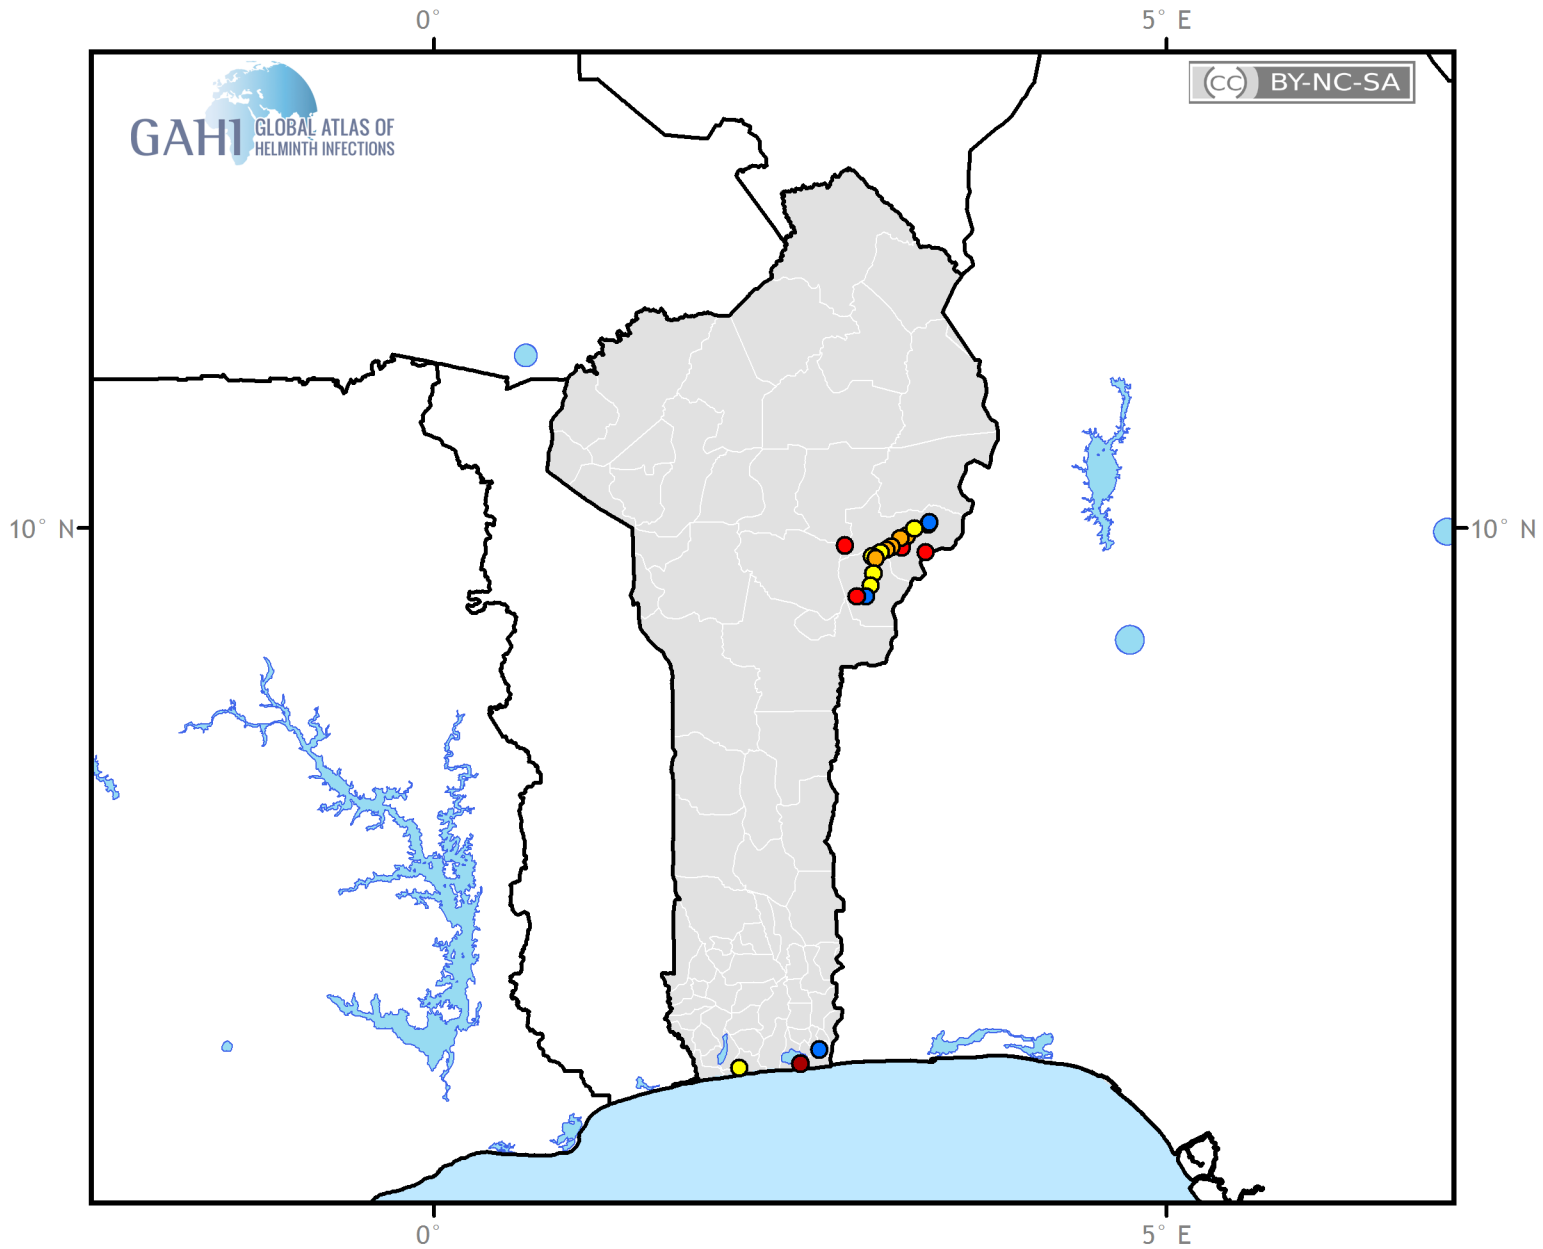 0° 5° E
GAHI GLOBAL ATLAS OF
HELMINTH INFECTIONS
cc BY-NC-SA
10° N 10° N
0° 5° E